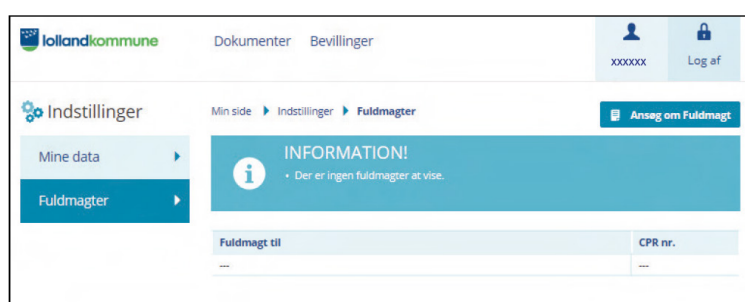 lollandkommune
Dokumenter Bevillinger
xxxxxx
Log af
Indstillinger
Min side Indstillinger Fuldmagter
Ansøg om Fuldmagt
Mine data
Fuldmagter
INFORMATION!
• Der er ingen fuldmagter at vise.
Fuldmagt til CPR nr.
--- ---